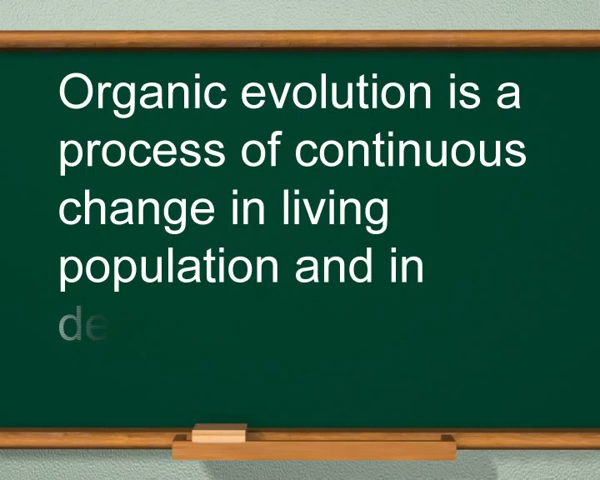 Organic evolution is a
process of continuous
change in living
population and in